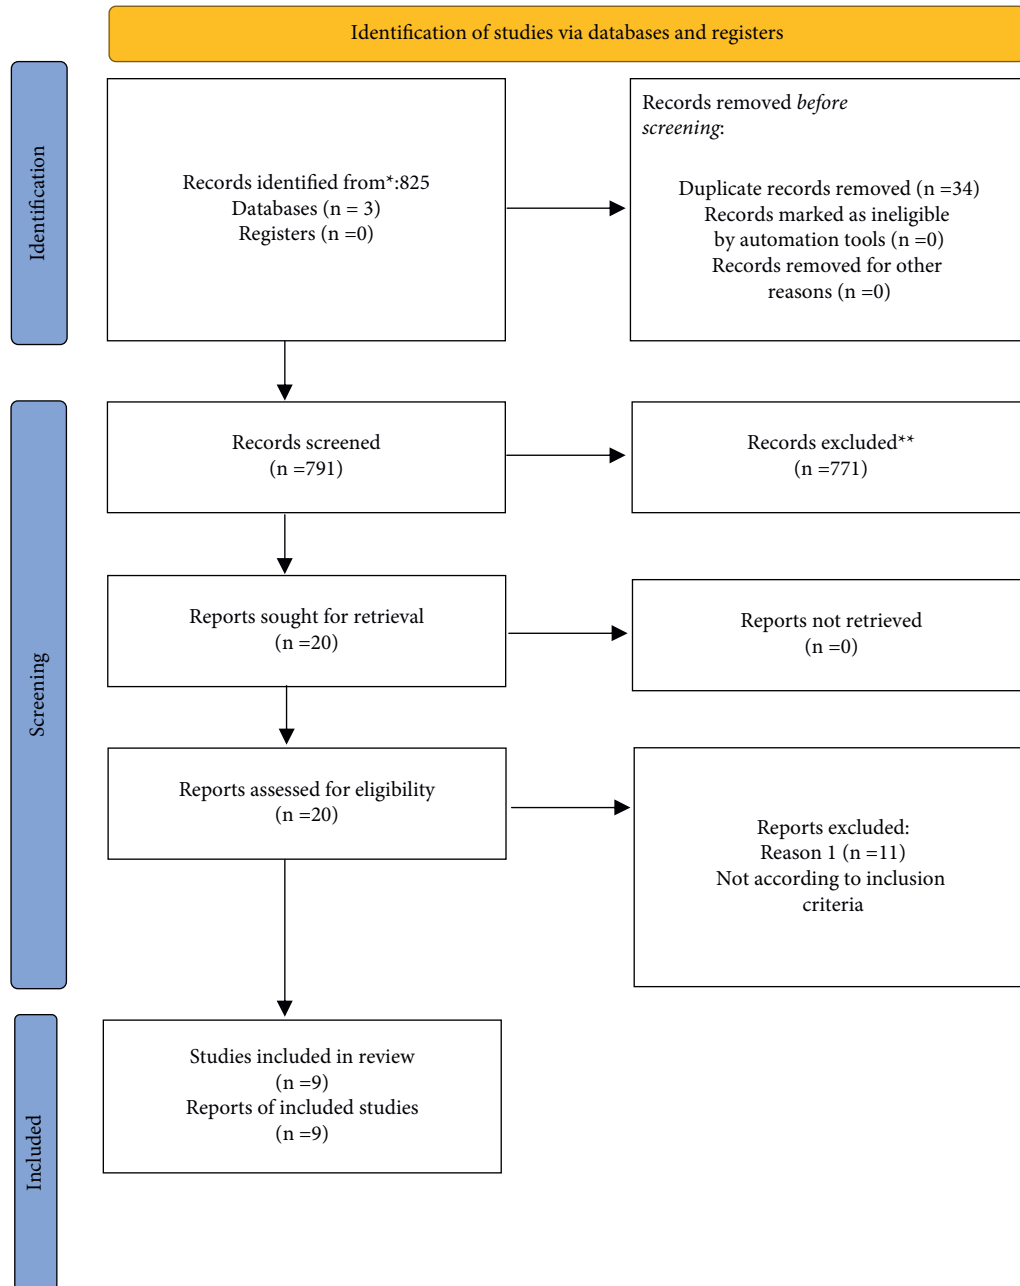 Identification of studies via databases and registers
Identification
Records identified from*:825
Databases (n = 3)
Registers (n =0)
Records removed before
screening:
Duplicate records removed (n =34)
Records marked as ineligible
by automation tools (n =0)
Records removed for other
reasons (n =0)
Screening
Records screened
(n =791)
Records excluded**
(n =771)
Reports sought for retrieval
(n =20)
Reports not retrieved
(n =0)
Reports assessed for eligibility
(n =20)
Reports excluded:
Reason 1 (n =11)
Not according to inclusion
criteria
Included
Studies included in review
(n =9)
Reports of included studies
(n =9)